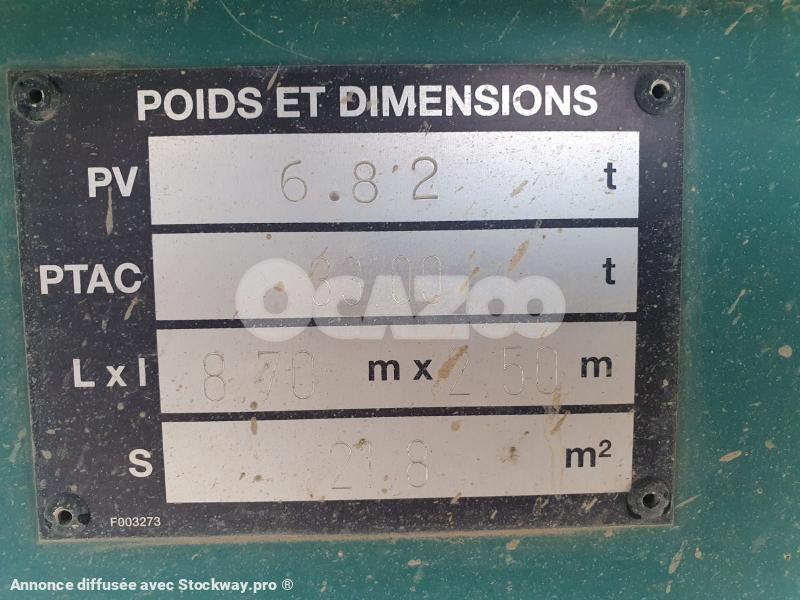 POIDS ET DIMENSIONS
PV 6.82 t
PTAC t
OCAZOO
L x l 8.70 m x 2.50 m
S 21.8 m²
F003273
Annonce diffusée avec Stockway.pro ®